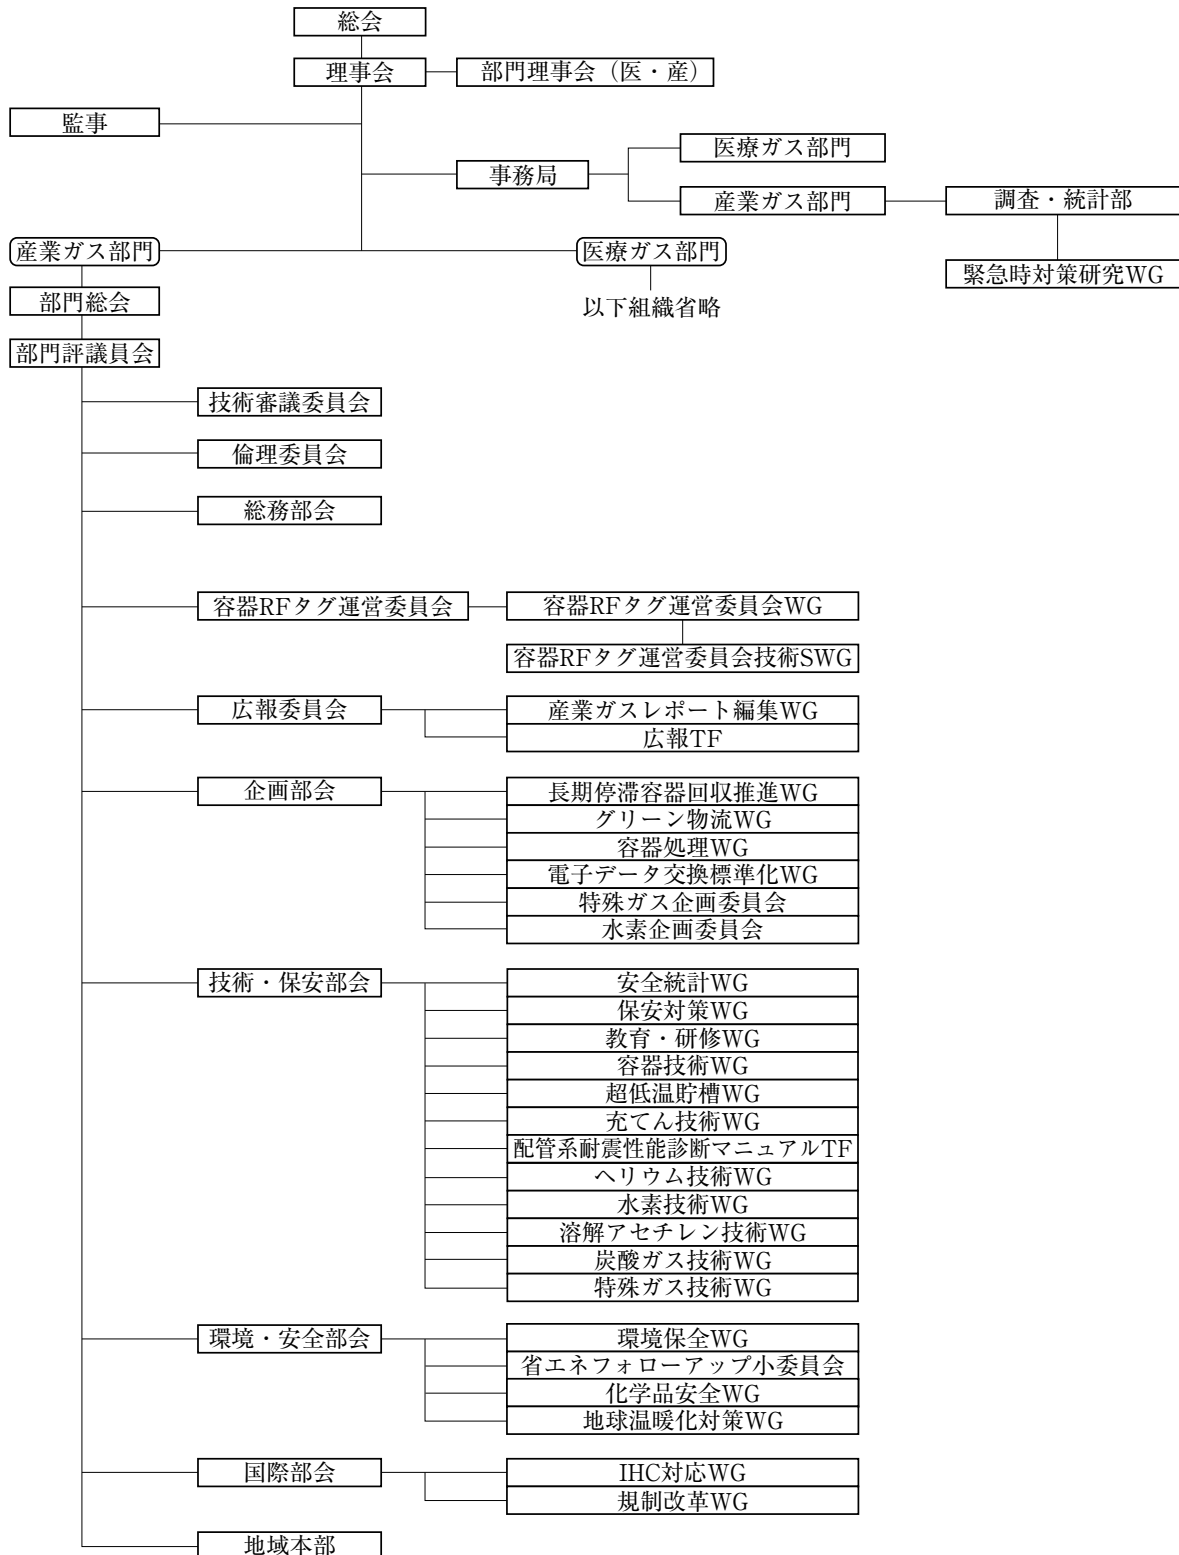 総会
理事会
部門理事会（医・産）
監事
医療ガス部門
事務局
産業ガス部門
調査・統計部
産業ガス部門
医療ガス部門
緊急時対策研究WG
部門総会
以下組織省略
部門評議員会
技術審議委員会
倫理委員会
総務部会
容器RFタグ運営委員会
容器RFタグ運営委員会WG
容器RFタグ運営委員会技術SWG
広報委員会
産業ガスレポート編集WG
広報TF
企画部会
長期停滞容器回収推進WG
グリーン物流WG
容器処理WG
電子データ交換標準化WG
特殊ガス企画委員会
水素企画委員会
技術・保安部会
安全統計WG
保安対策WG
教育・研修WG
容器技術WG
超低温貯槽WG
充てん技術WG
配管系耐震性能診断マニュアルTF
ヘリウム技術WG
水素技術WG
溶解アセチレン技術WG
炭酸ガス技術WG
特殊ガス技術WG
環境・安全部会
環境保全WG
省エネフォローアップ小委員会
化学品安全WG
地球温暖化対策WG
国際部会
IHC対応WG
規制改革WG
地域本部